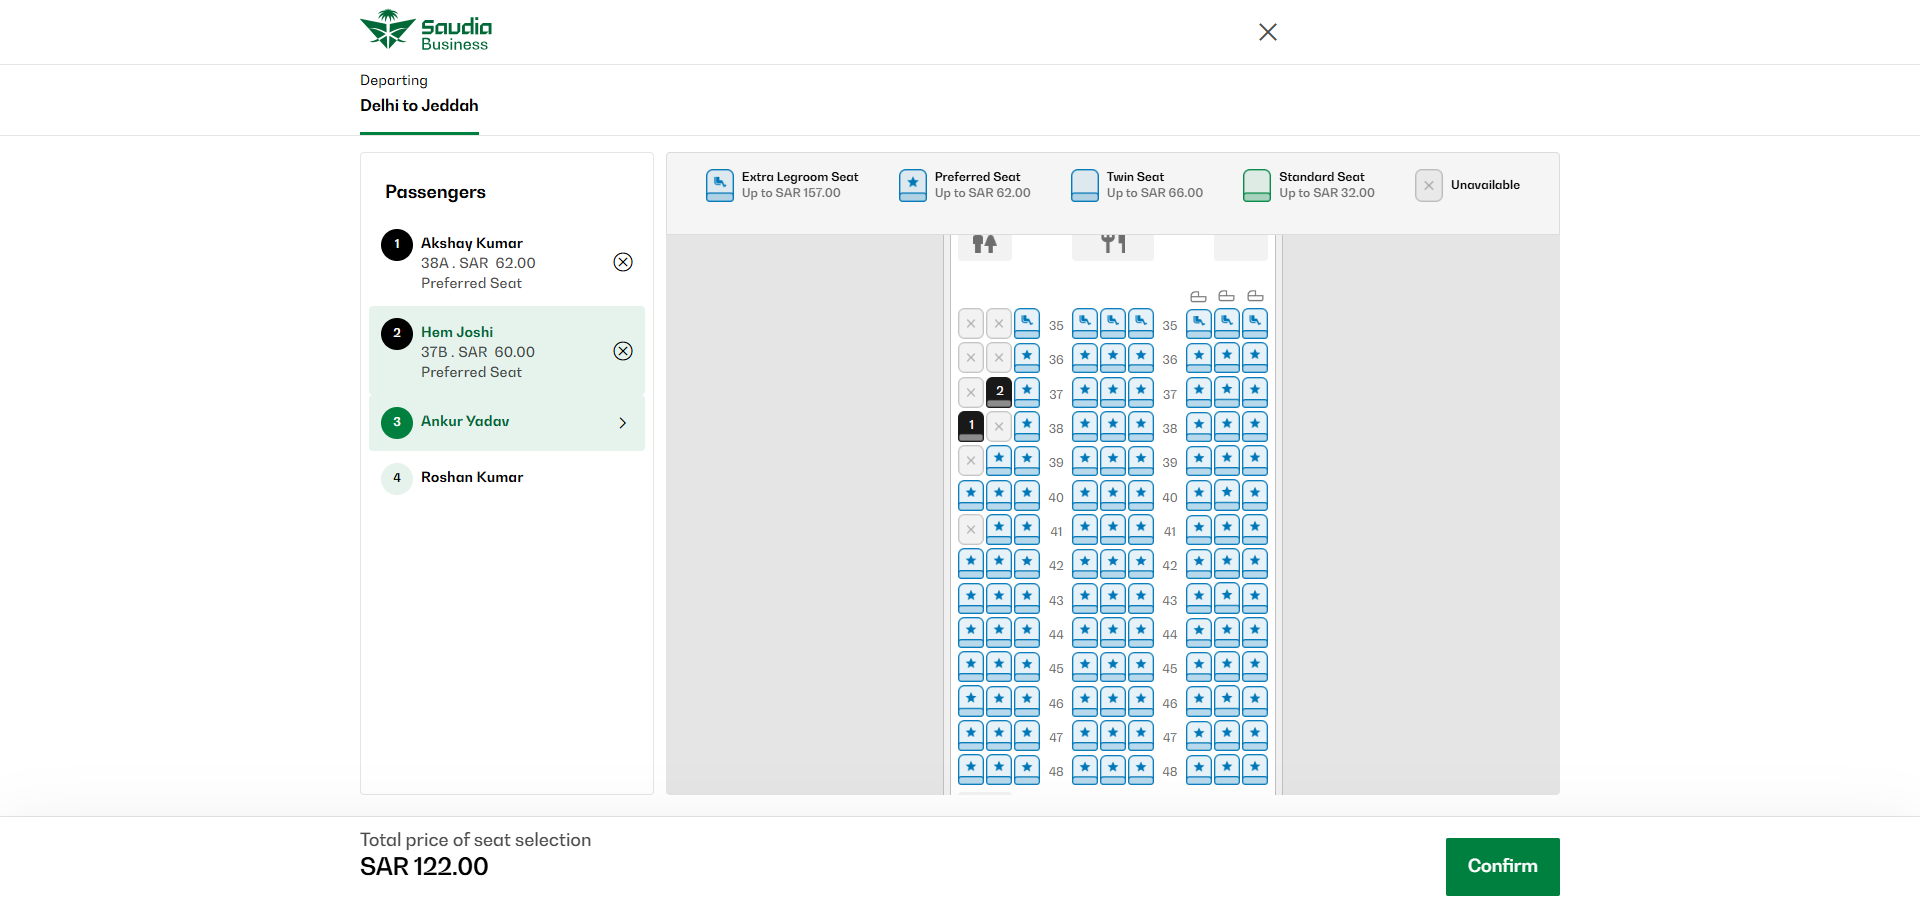 Saudia
Business
Departing
Delhi to Jeddah
Passengers
1
Akshay Kumar
38A . SAR 62.00
Preferred Seat
2
Hem Joshi
37B . SAR 60.00
Preferred Seat
3
Ankur Yadav
4
Roshan Kumar
Extra Legroom Seat
Up to SAR 157.00
Preferred Seat
Up to SAR 62.00
Twin Seat
Up to SAR 66.00
Standard Seat
Up to SAR 32.00
Unavailable
35 35
36 36
2 37 37
1 38 38
39 39
40 40
41 41
42 42
43 43
44 44
45 45
46 46
47 47
48 48
Total price of seat selection
SAR 122.00
Confirm